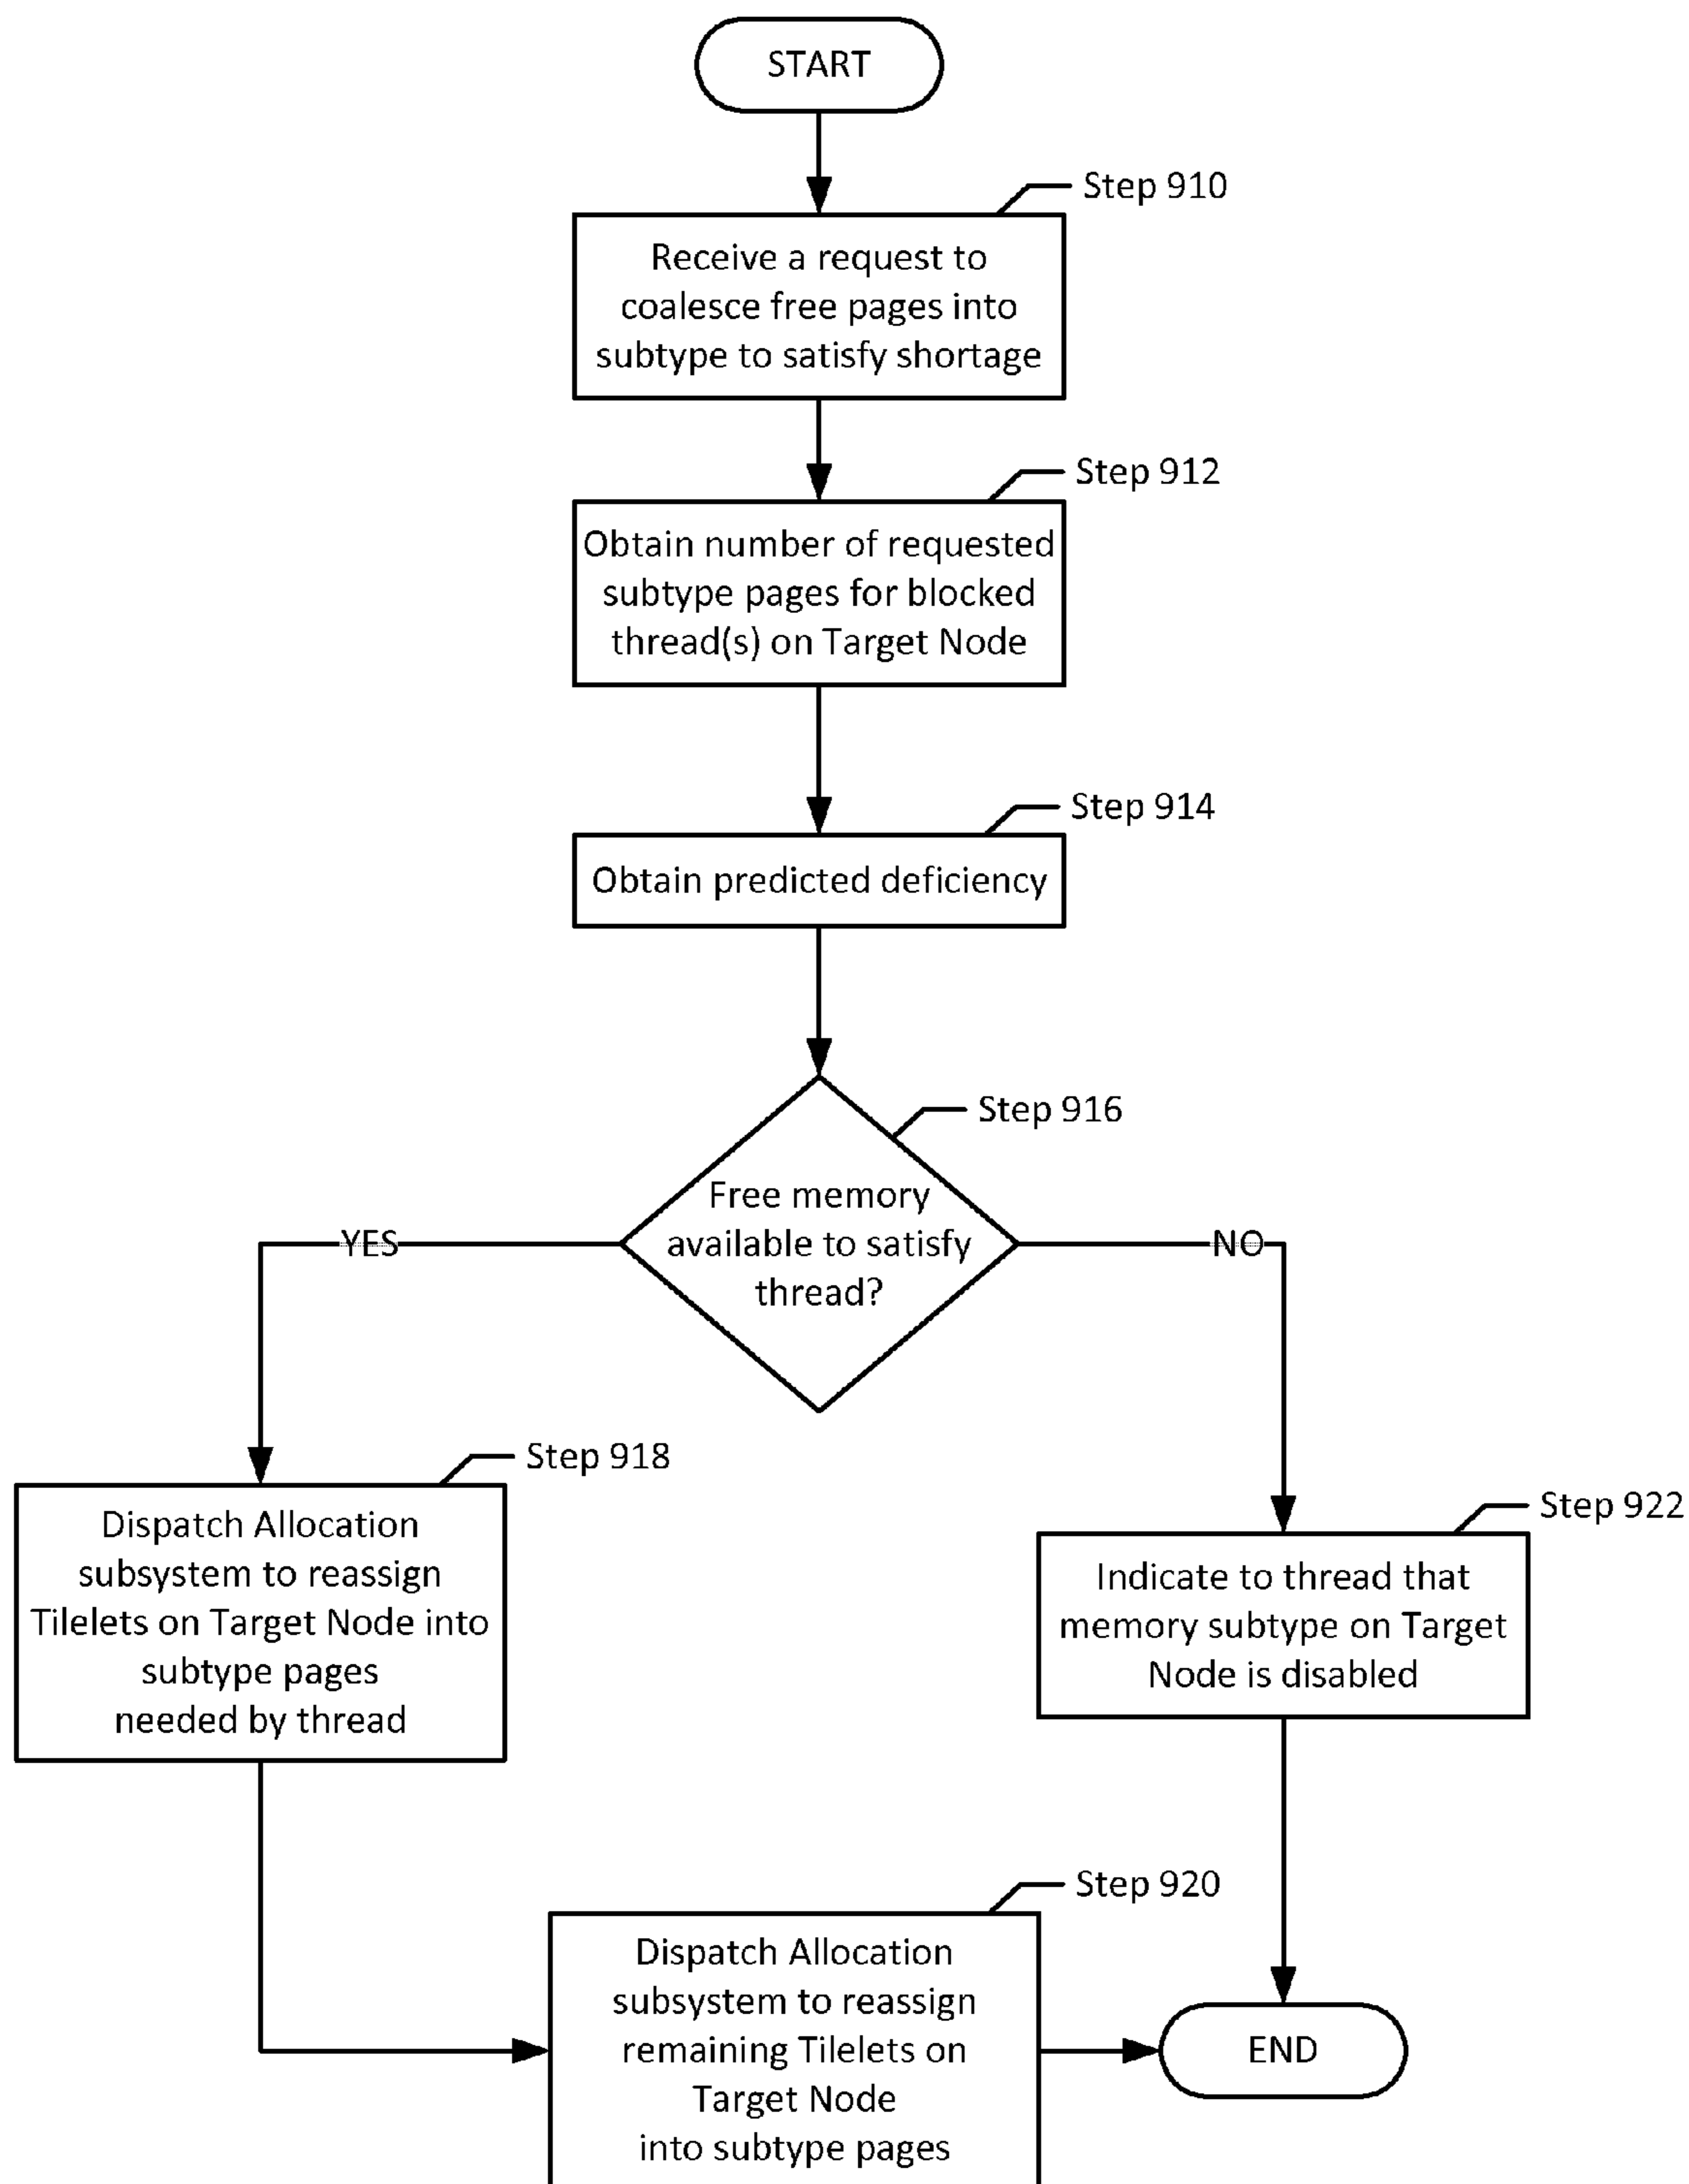 START
Step 910
Receive a request to
coalesce free pages into
subtype to satisfy shortage
Step 912
Obtain number of requested
subtype pages for blocked
thread(s) on Target Node
Step 914
Obtain predicted deficiency
Step 916
Free memory
available to satisfy
thread?
YES
NO
Step 918
Dispatch Allocation
subsystem to reassign
Tilelets on Target Node into
subtype pages
needed by thread
Step 922
Indicate to thread that
memory subtype on Target
Node is disabled
Step 920
Dispatch Allocation
subsystem to reassign
remaining Tilelets on
Target Node
into subtype pages
END